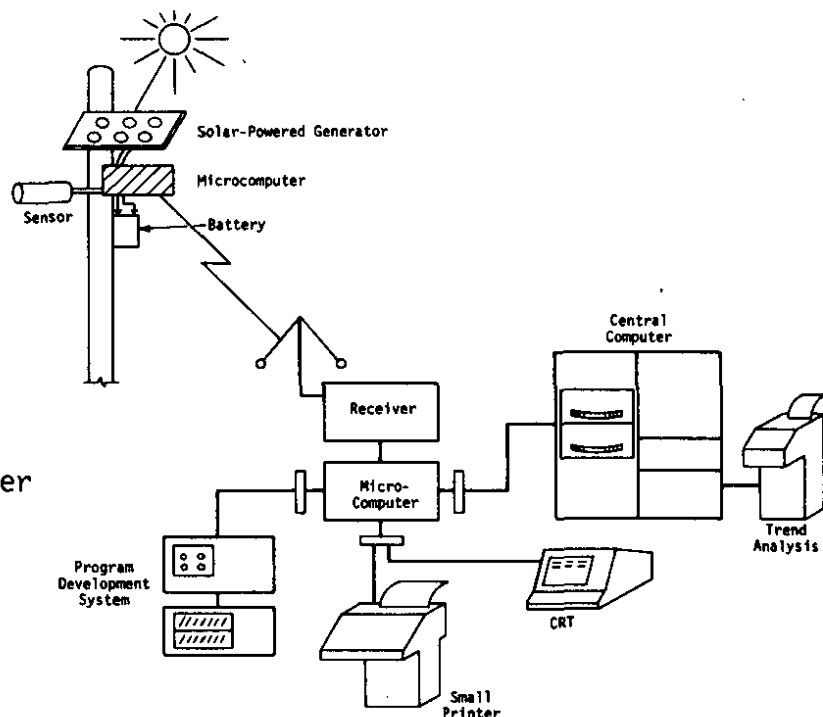 Solar-Powered Generator
Microcomputer
Sensor
Battery
Central
Computer
Receiver
er
Micro-
Computer
Trend
Analysis
Program
Development
System
CRT
Small
Printer